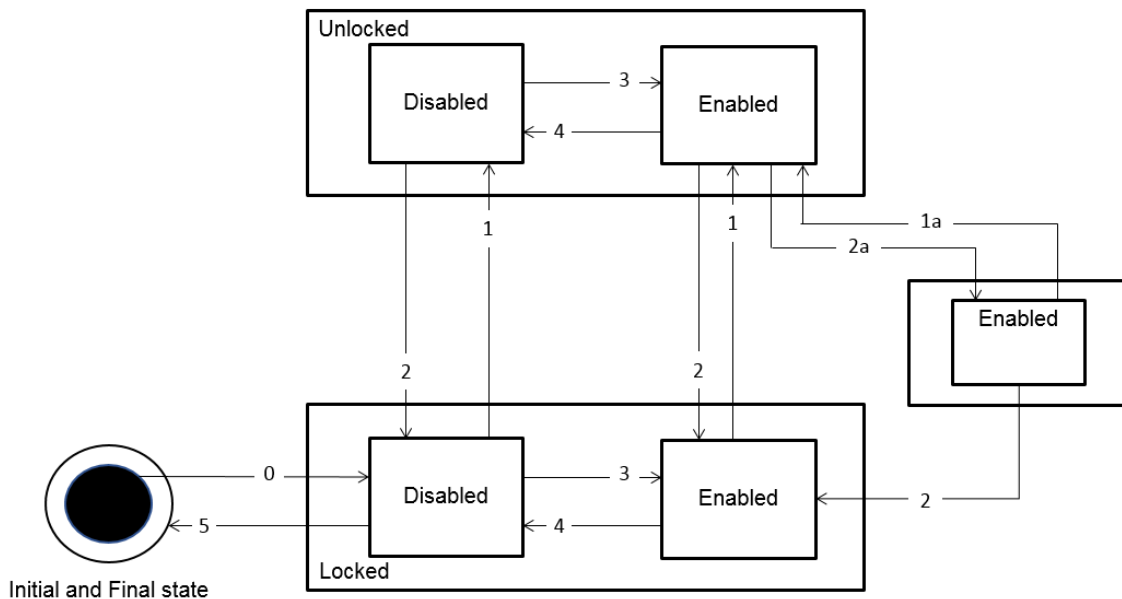 Unlocked
Disabled
3
Enabled
4
1
1
1a
2a
Enabled
2
2
0
Disabled
3
Enabled
2
5
4
Locked
Initial and Final state